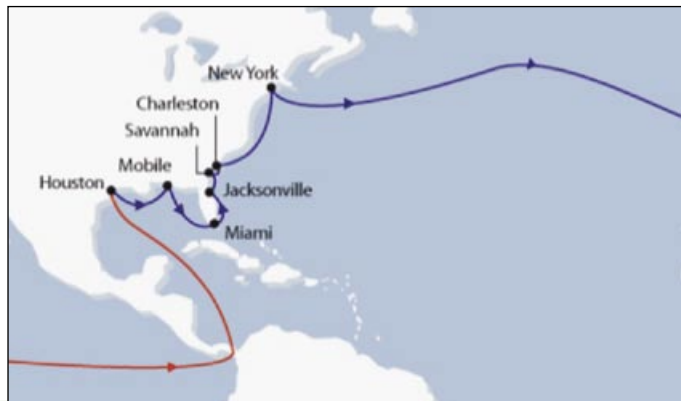 New York
Charleston
Savannah
Mobile
Houston
Jacksonville
Miami